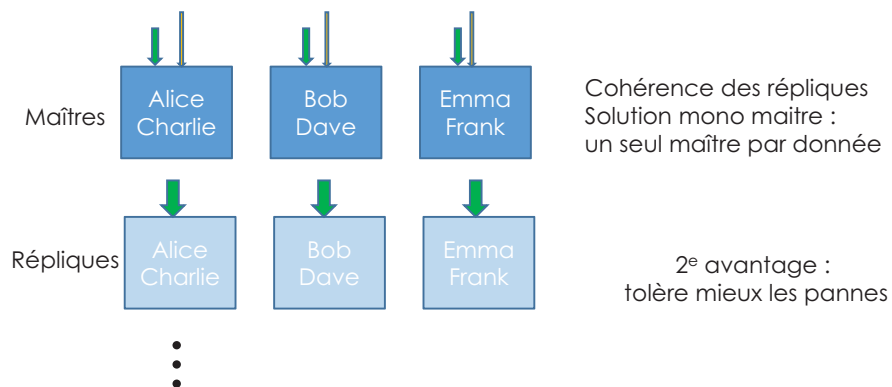 Maîtres
Alice
Charlie
Bob
Dave
Emma
Frank
Cohérence des répliques
Solution mono maitre :
un seul maître par donnée
Répliques
Alice
Charlie
Bob
Dave
Emma
Frank
2e avantage :
tolère mieux les pannes